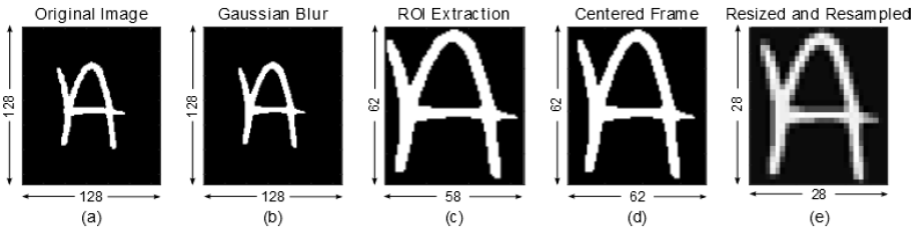 Original Image Gaussian Blur ROI Extraction Centered Frame Resized and Resampled
128 128 62 62 28
A A A A A
128 128 58 62 28
(a) (b) (c) (d) (e)